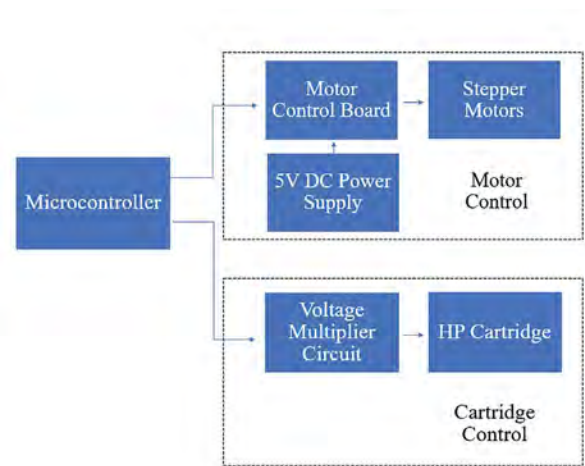 Motor
Control Board
Stepper
Motors
Microcontroller
5V DC Power
Supply
Motor
Control
Voltage
Multiplier
Circuit
HP Cartridge
Cartridge
Control